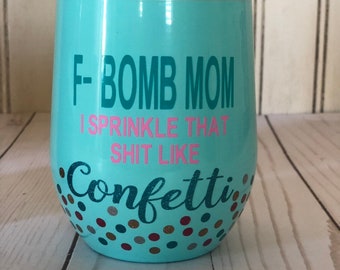 F- BOMB MOM
I SPRINKLE THAT
SHIT LIKE
Confetti